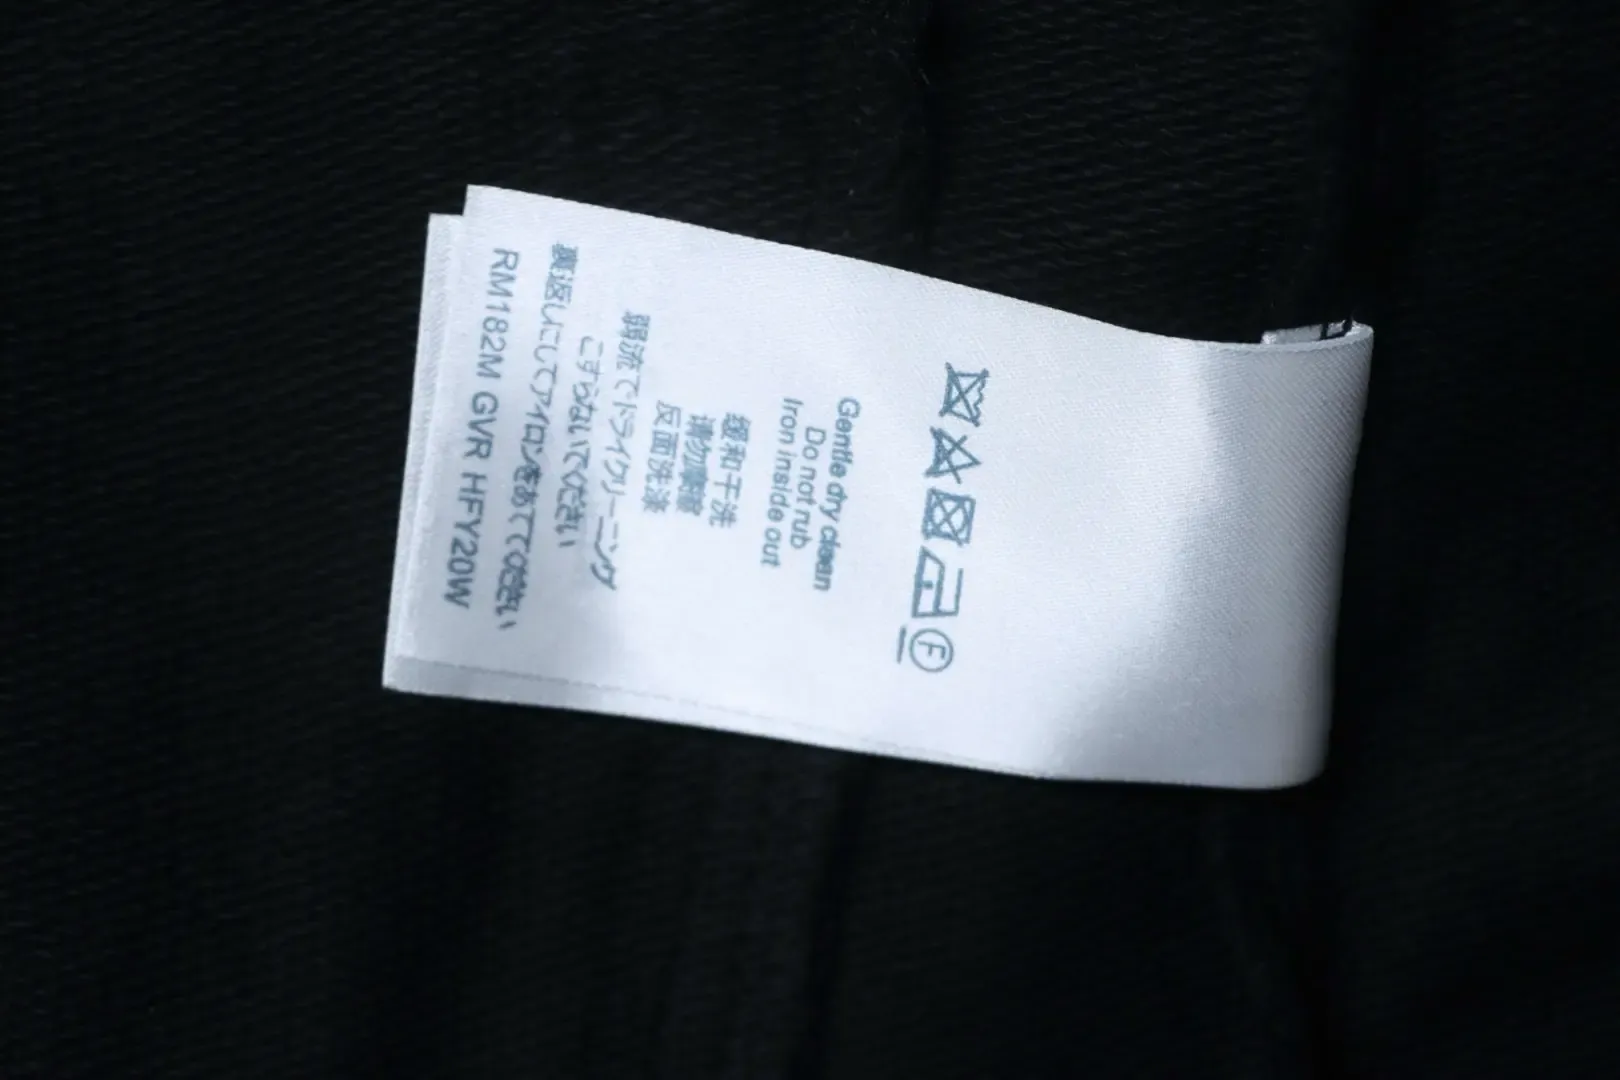 Gentle dry clean
Do not rub
Iron inside out
缓和干洗
请勿摩擦
反面洗涤
弱流でドライクリーニング
こすらないでください
裏返しにしてアイロンをあててください
RM182M GVR HFY20W